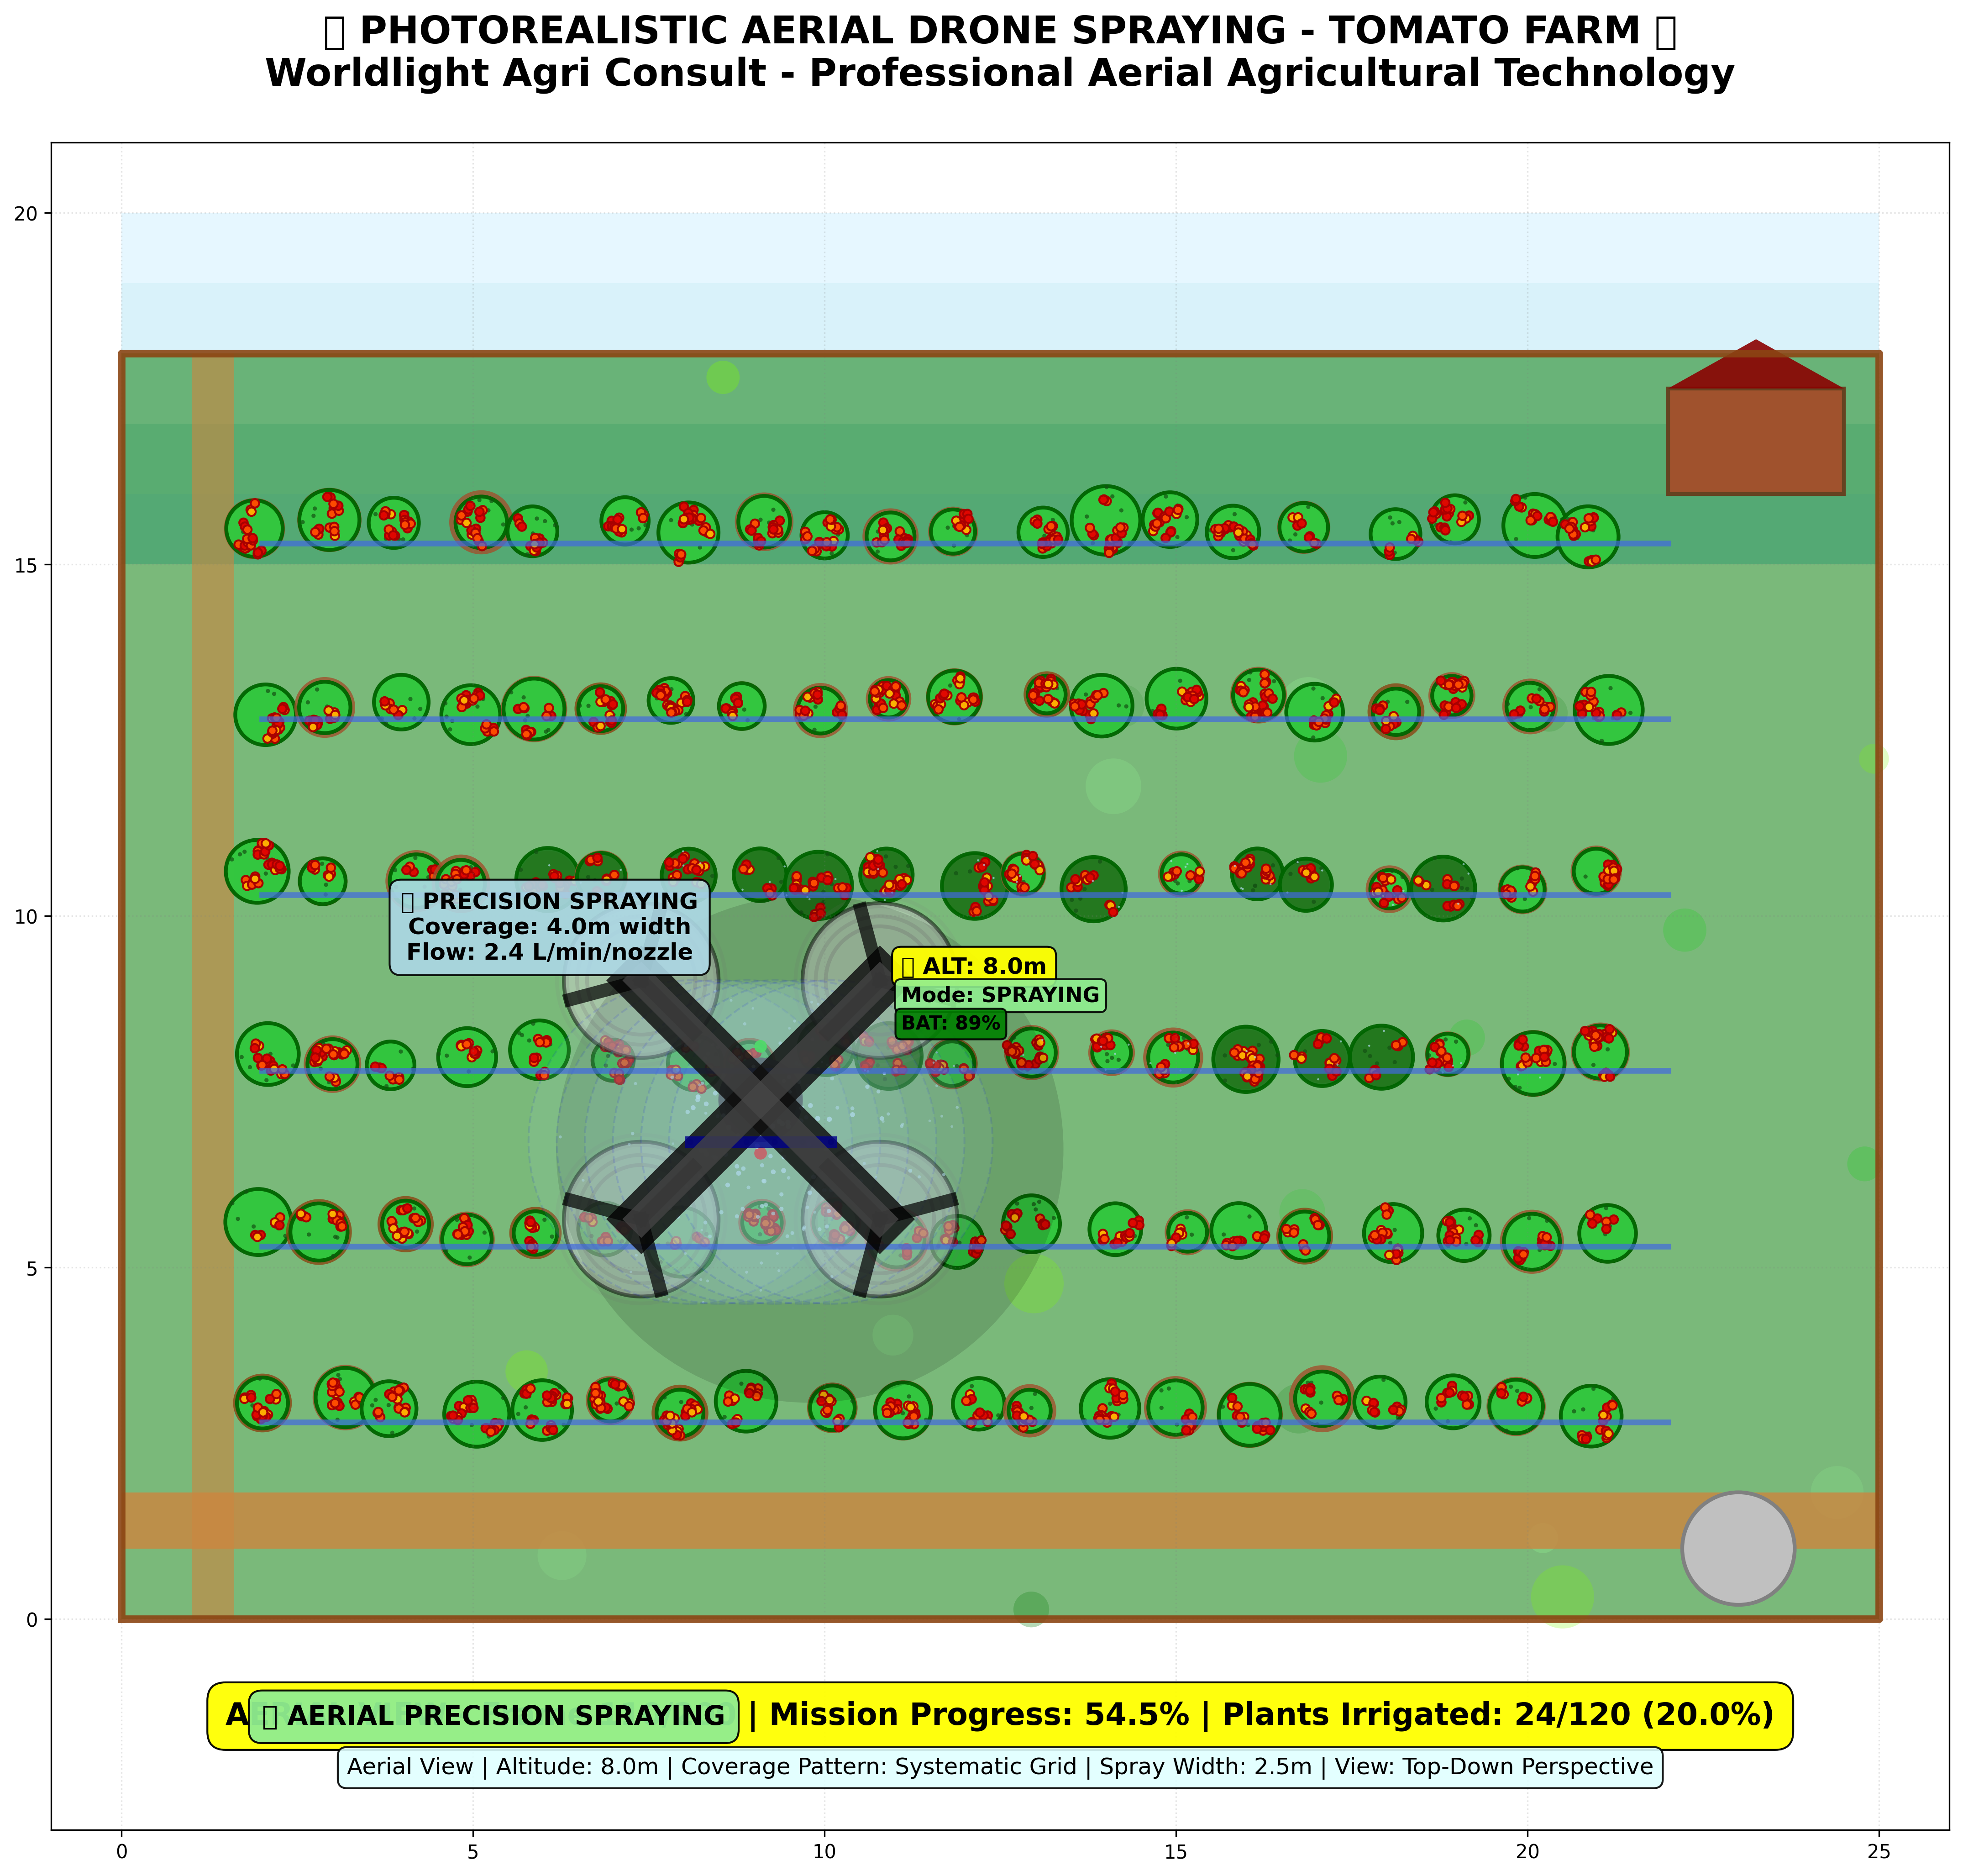 ▯ PHOTOREALISTIC AERIAL DRONE SPRAYING - TOMATO FARM ▯
Worldlight Agri Consult - Professional Aerial Agricultural Technology
20
15
10
5
0
▯ PRECISION SPRAYING
Coverage: 4.0m width
Flow: 2.4 L/min/nozzle
▯ ALT: 8.0m
Mode: SPRAYING
BAT: 89%
▯ AERIAL PRECISION SPRAYING | Mission Progress: 54.5% | Plants Irrigated: 24/120 (20.0%)
Aerial View | Altitude: 8.0m | Coverage Pattern: Systematic Grid | Spray Width: 2.5m | View: Top-Down Perspective
0 5 10 15 20 25